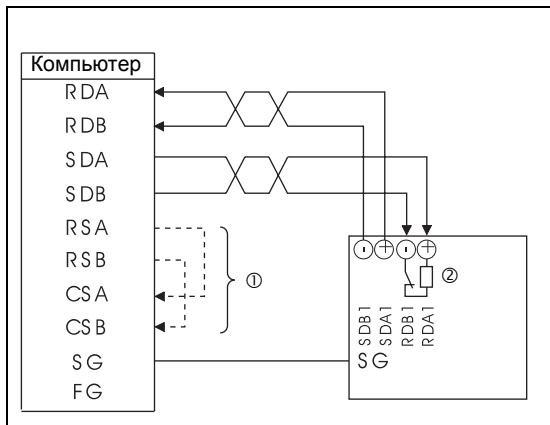 Компьютер
RDA
RDB
SDA
SDB
RSA
RSB
CSA
CSB
SG
FG
①
②
SDB1
SDA1
RDB1
RDA1
SG